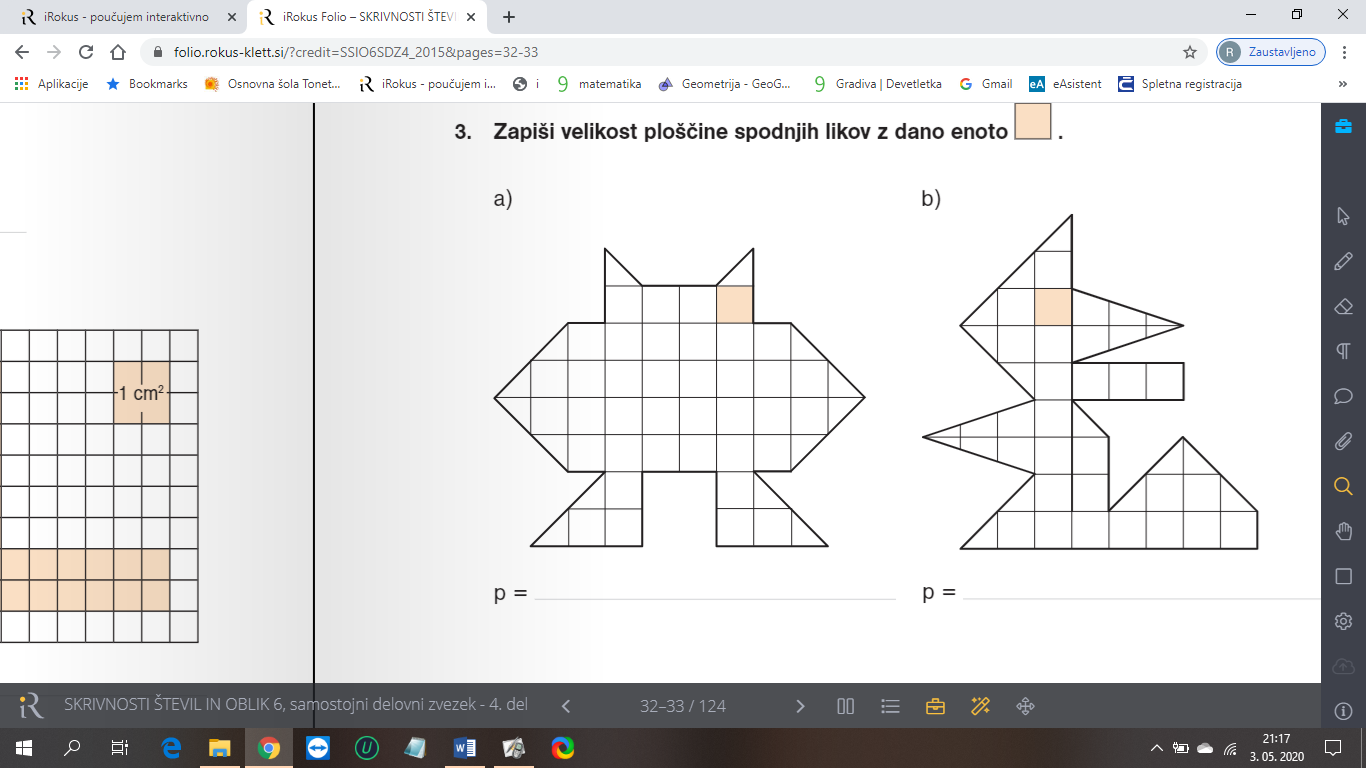 iRokus - poučujem interaktivno
iRokus Folio – SKRIVNOSTI ŠTEVI
folio.rokus-klett.si/?credit=SSIO6SDZ4_2015&pages=32-33
R Zaustavljeno
Aplikacije Bookmarks Osnovna šola Tonet... iRokus - poučujem i... i matematika Geometrija - GeoG... Gradiva | Devetletka Gmail eA eAsistent Spletna registracija »
3. Zapiši velikost ploščine spodnjih likov z dano enoto .
a) b)
1 cm²
p = p =
iR SKRIVNOSTI ŠTEVIL IN OBLIK 6, samostojni delovni zvezek - 4. del 32–33 / 124
21:17
3. 05. 2020